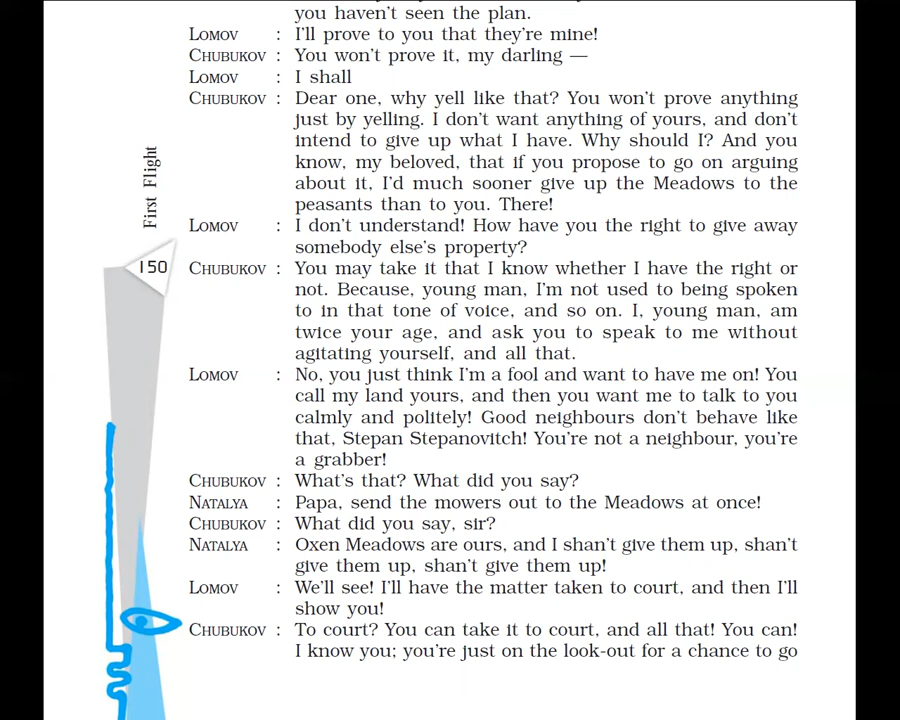 you haven't seen the plan.
LOMOV : I'll prove to you that they're mine!
CHUBUKOV : You won't prove it, my darling —
LOMOV : I shall
CHUBUKOV : Dear one, why yell like that? You won't prove anything
just by yelling. I don't want anything of yours, and don't
intend to give up what I have. Why should I? And you
know, my beloved, that if you propose to go on arguing
about it, I'd much sooner give up the Meadows to the
peasants than to you. There!
LOMOV : I don't understand! How have you the right to give away
somebody else's property?
CHUBUKOV : You may take it that I know whether I have the right or
not. Because, young man, I'm not used to being spoken
to in that tone of voice, and so on. I, young man, am
twice your age, and ask you to speak to me without
agitating yourself, and all that.
LOMOV : No, you just think I'm a fool and want to have me on! You
call my land yours, and then you want me to talk to you
calmly and politely! Good neighbours don't behave like
that, Stepan Stepanovitch! You're not a neighbour, you're
a grabber!
CHUBUKOV : What's that? What did you say?
NATALYA : Papa, send the mowers out to the Meadows at once!
CHUBUKOV : What did you say, sir?
NATALYA : Oxen Meadows are ours, and I shan't give them up, shan't
give them up, shan't give them up!
LOMOV : We'll see! I'll have the matter taken to court, and then I'll
show you!
CHUBUKOV : To court? You can take it to court, and all that! You can!
I know you; you're just on the look-out for a chance to go
First Flight
150